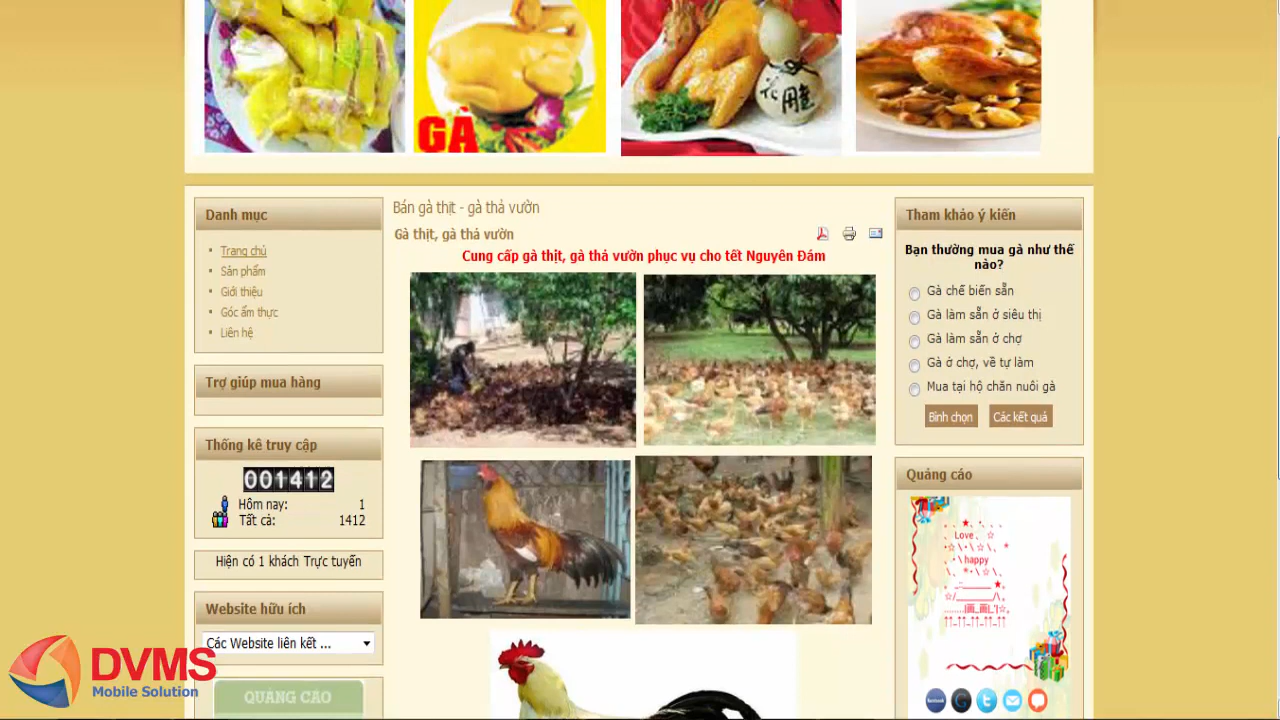 GÀ
花雕
Danh mục
Trang chủ
Sản phẩm
Giới thiệu
Góc ẩm thực
Liên hệ
Trợ giúp mua hàng
Thống kê truy cập
001412
Hôm nay: 1
Tất cả: 1412
Hiện có 1 khách Trực tuyến
Website hữu ích
Các Website liên kết ...
QUẢNG CÁO
DVMS
Mobile Solution
Bán gà thịt - gà thả vườn
Gà thịt, gà thả vườn
Cung cấp gà thịt, gà thả vườn phục vụ cho tết Nguyên Đám
Tham khảo ý kiến
Bạn thường mua gà như thế
nào?
Gà chế biến sẵn
Gà làm sẵn ở siêu thị
Gà làm sẵn ở chợ
Gà ở chợ, về tự làm
Mua tại hộ chăn nuôi gà
Bình chọn Các kết quả
Quảng cáo
Love
happy
facebook